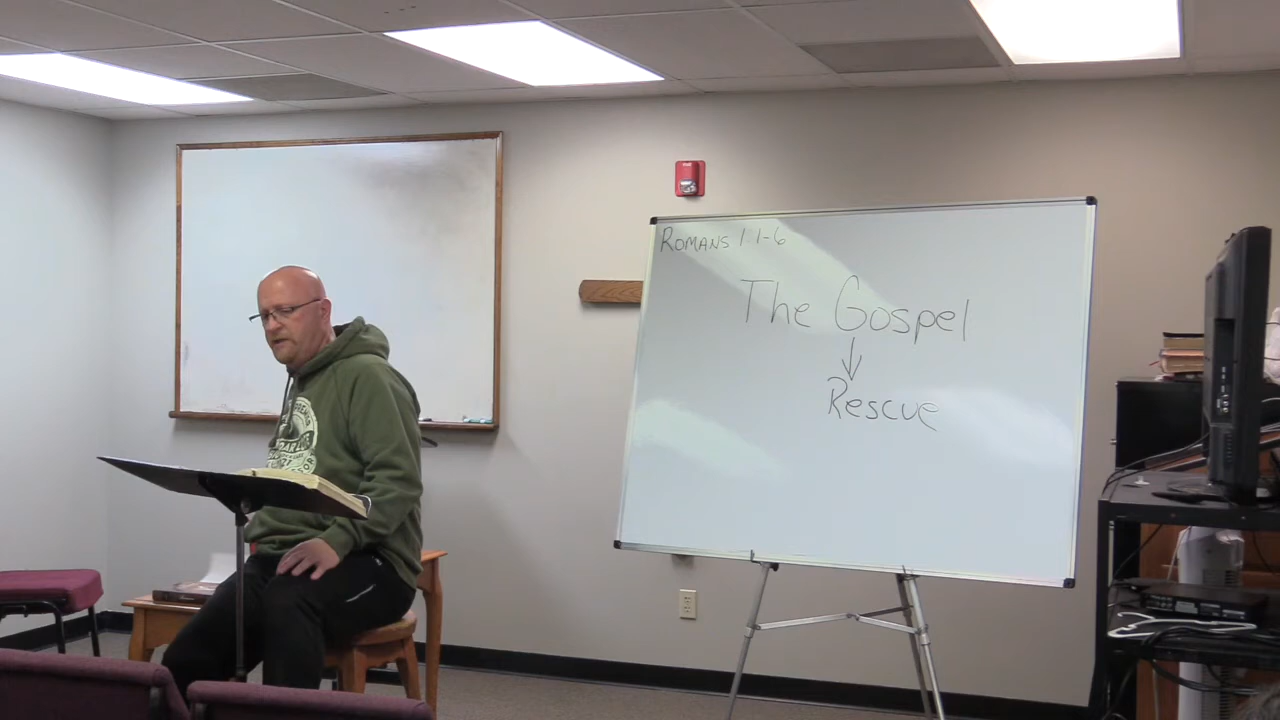 Romans 1:1-6
The Gospel
↓
Rescue